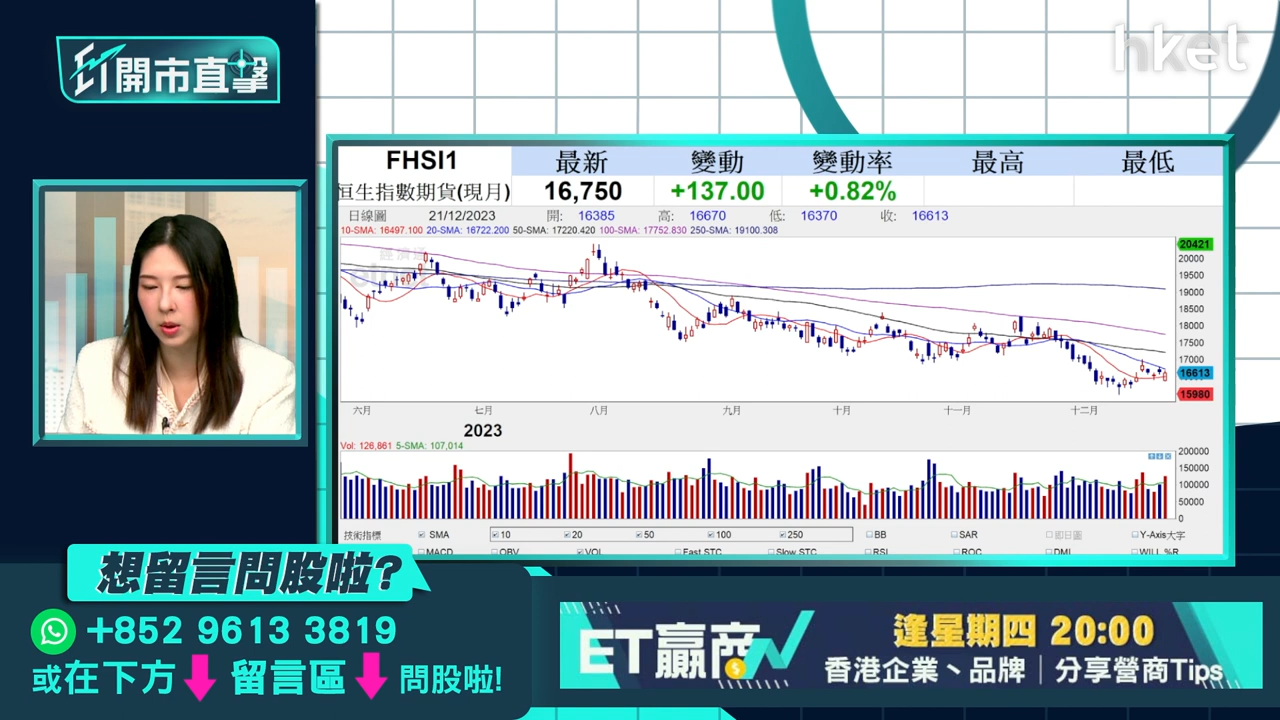 ET開市直擊
hket
FHSI1 最新 變動 變動率 最高 最低
恒生指數期貨(現月) 16,750 +137.00 +0.82%
日線圖 21/12/2023 開: 16385 高: 16670 低: 16370 收: 16613
10-SMA: 16497.100 20-SMA: 16722.200 50-SMA: 17220.420 100-SMA: 17752.830 250-SMA: 19100.308
經濟通
20421
20000
19500
19000
18500
18000
17500
17000
16613
15980
六月 七月 八月 九月 十月 十一月 十二月
2023
Vol: 126,861 5-SMA: 107,014
200000
150000
100000
50000
0
技術指標 SMA 10 20 50 100 250 BB SAR 即日圖 Y-Axis大字
MACD OBV VOL Fast STC Slow STC RSI ROC DMI WILL %R
想留言問股啦?
+852 9613 3819
或在下方 留言區 問股啦!
ET贏商
逢星期四 20:00
香港企業、品牌｜分享營商Tips